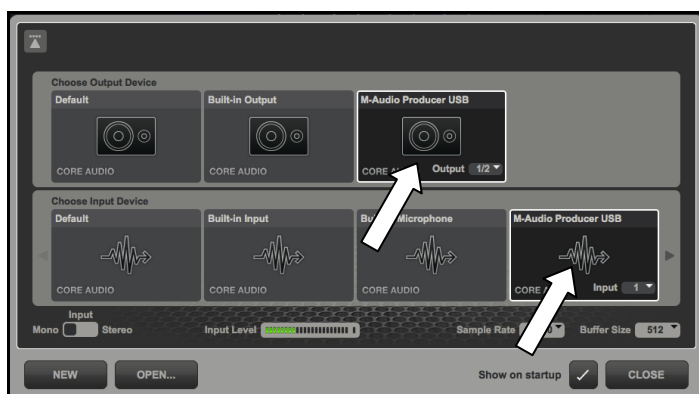 Choose Output Device
Default
Built-in Output
M-Audio Producer USB
CORE AUDIO
CORE AUDIO
CORE
Output 1/2
Choose Input Device
Default
Built-in Input
Microphone
M-Audio Producer USB
CORE AUDIO
CORE AUDIO
CORE AUDIO
CORE
Input 1
Input
Mono Stereo
Input Level
Sample Rate
Buffer Size 512
NEW
OPEN...
Show on startup
CLOSE